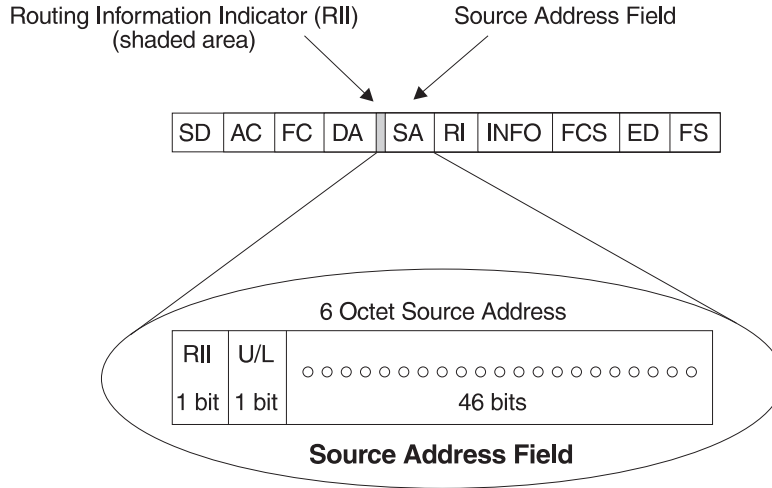 Routing Information Indicator (RII)
(shaded area)
Source Address Field
SD AC FC DA SA RI INFO FCS ED FS
6 Octet Source Address
RII U/L
1 bit 1 bit 46 bits
Source Address Field